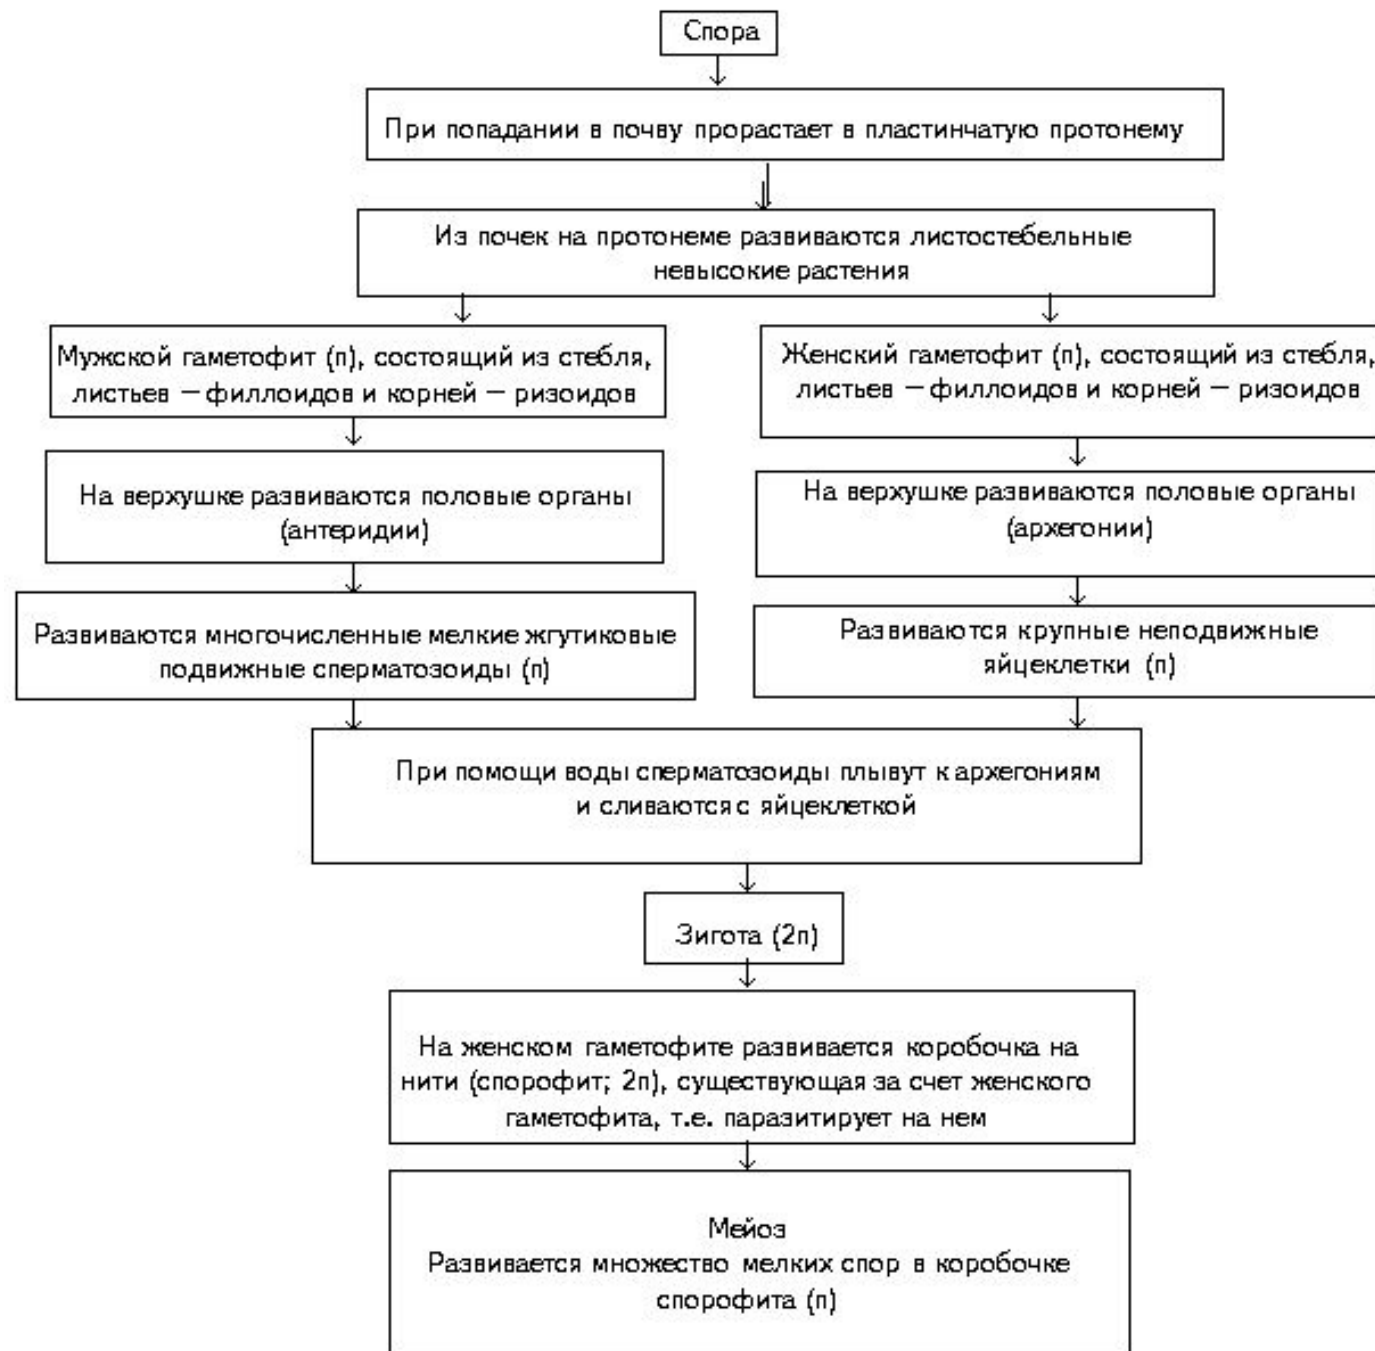 Спора
При попадании в почву прорастает в пластинчатую протонему
Из почек на протонеме развиваются листостебельные
невысокие растения
Мужской гаметофит (n), состоящий из стебля,
листьев — филлоидов и корней — ризоидов
Женский гаметофит (n), состоящий из стебля,
листьев — филлоидов и корней — ризоидов
На верхушке развиваются половые органы
(антеридии)
На верхушке развиваются половые органы
(архегонии)
Развиваются многочисленные мелкие жгутиковые
подвижные сперматозоиды (n)
Развиваются крупные неподвижные
яйцеклетки (n)
При помощи воды сперматозоиды плывут к архегониям
и сливаются с яйцеклеткой
Зигота (2n)
На женском гаметофите развивается коробочка на
нити (спорофит; 2n), существующая за счет женского
гаметофита, т.е. паразитирует на нем
Мейоз
Развивается множество мелких спор в коробочке
спорофита (n)